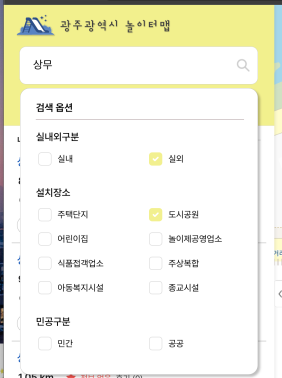 광주광역시 놀이터맵
상무
검색 옵션
실내외구분
실내 실외
설치장소
주택단지 도시공원
어린이집 놀이제공영업소
식품접객업소 주상복합
아동복지시설 종교시설
민공구분
민간 공공